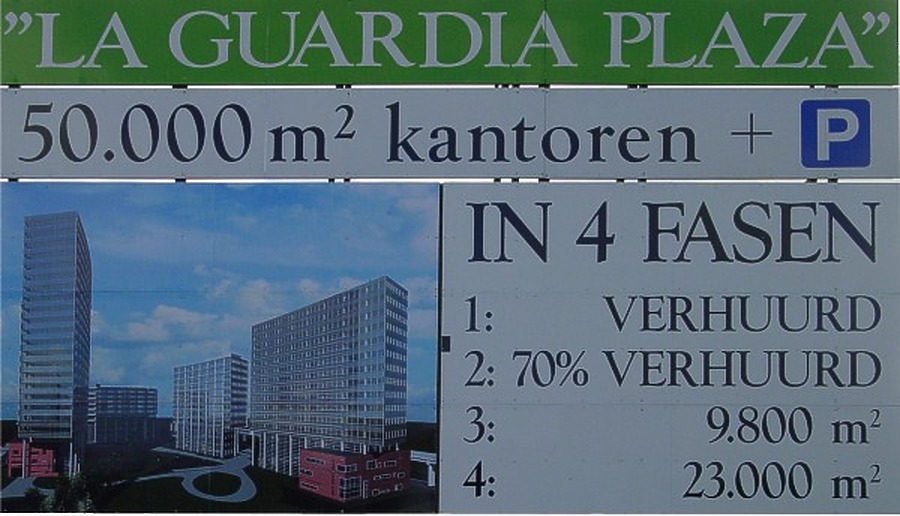 "LA GUARDIA PLAZA"
50.000 m² kantoren + P
IN 4 FASEN
1: VERHUURD
2: 70% VERHUURD
3: 9.800 m²
4: 23.000 m²